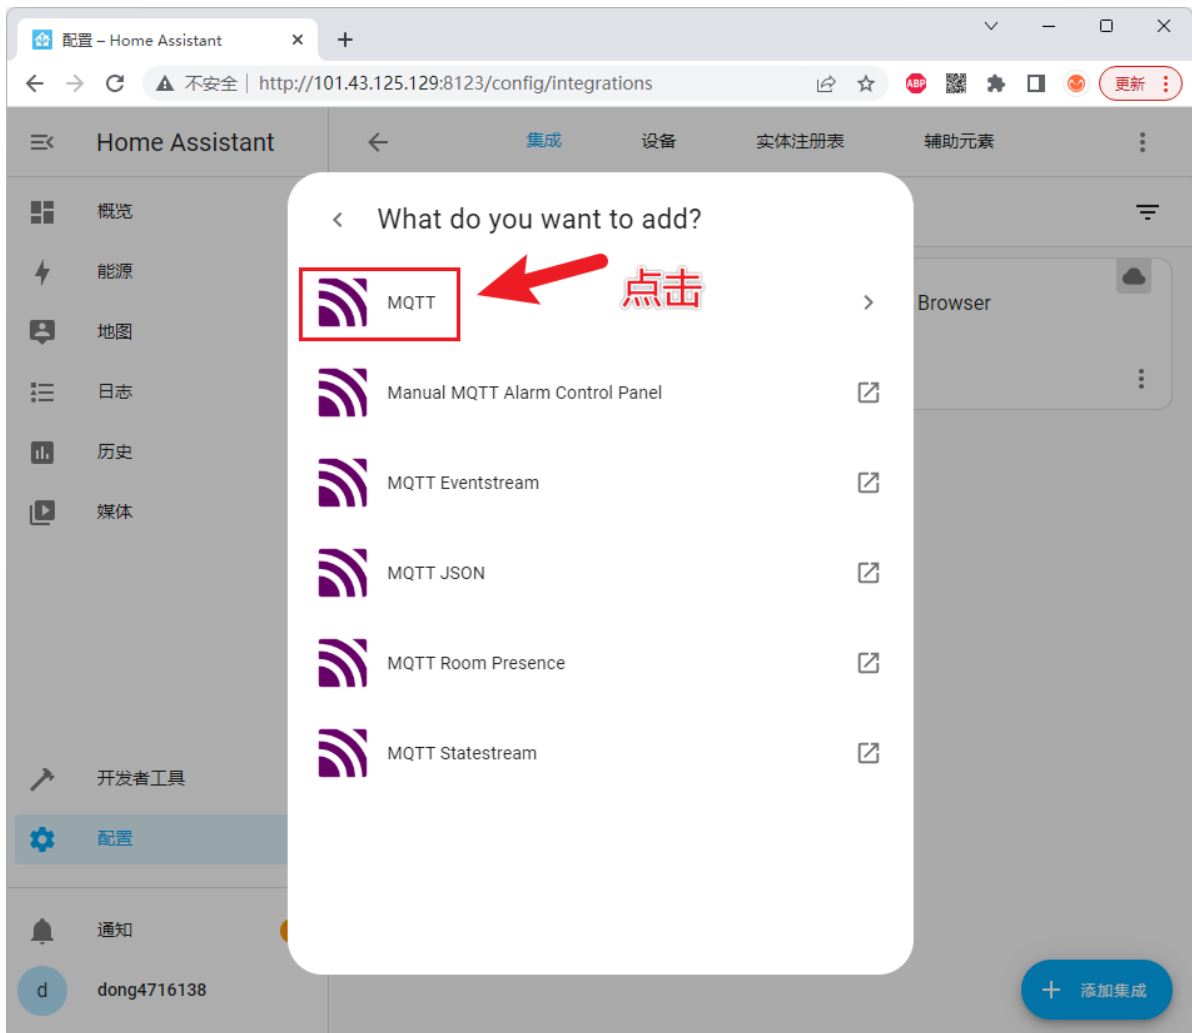 配置 – Home Assistant
不安全 http://101.43.125.129:8123/config/integrations
ABP
更新
Home Assistant
集成 设备 实体注册表 辅助元素
概览
能源
地图
日志
历史
媒体
开发者工具
配置
通知
d dong4716138
What do you want to add?
MQTT 点击
Manual MQTT Alarm Control Panel
MQTT Eventstream
MQTT JSON
MQTT Room Presence
MQTT Statestream
Browser
添加集成